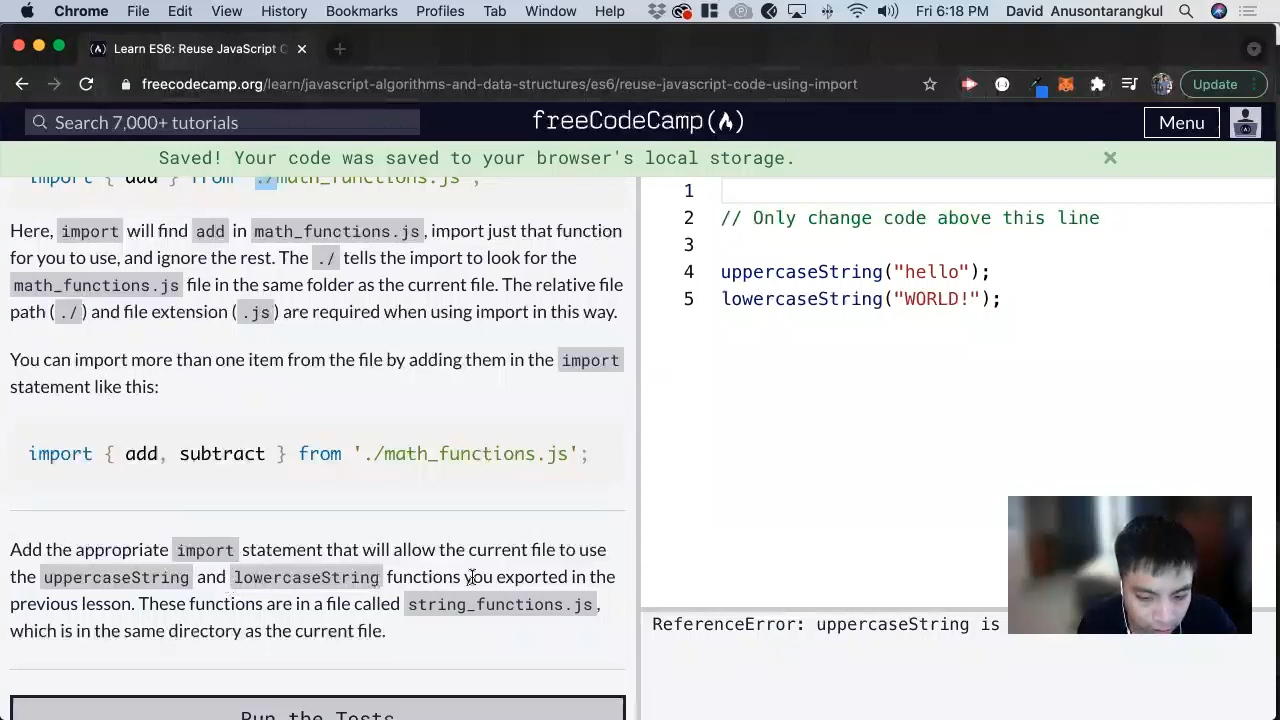 Chrome File Edit View History Bookmarks Profiles Tab Window Help Fri 6:18 PM David Anusontarangkul
Learn ES6: Reuse JavaScript C
freecodecamp.org/learn/javascript-algorithms-and-data-structures/es6/reuse-javascript-code-using-import Update
Search 7,000+ tutorials freeCodeCamp Menu
Saved! Your code was saved to your browser's local storage.
import { add } from './math_functions.js';
Here, import will find add in math_functions.js, import just that function
for you to use, and ignore the rest. The ./ tells the import to look for the
math_functions.js file in the same folder as the current file. The relative file
path (./) and file extension (.js) are required when using import in this way.
You can import more than one item from the file by adding them in the import
statement like this:
import { add, subtract } from './math_functions.js';
Add the appropriate import statement that will allow the current file to use
the uppercaseString and lowercaseString functions you exported in the
previous lesson. These functions are in a file called string_functions.js,
which is in the same directory as the current file.
Run the Tests
1
2 // Only change code above this line
3
4 uppercaseString("hello");
5 lowercaseString("WORLD!");
ReferenceError: uppercaseString is